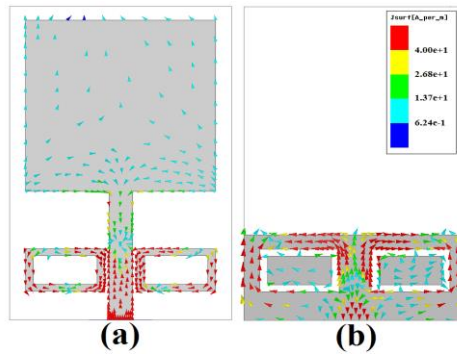 Jsurf[A_per_m]
4.00e+1
2.68e+1
1.37e+1
6.24e-1
(a)
(b)